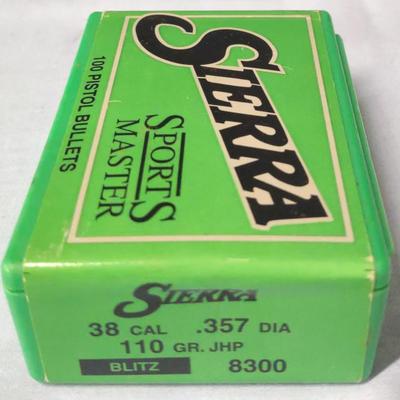 SIERRA
SPORTS
MASTER
100 PISTOL BULLETS
SIERRA
38 CAL .357 DIA
110 GR. JHP
BLITZ 8300